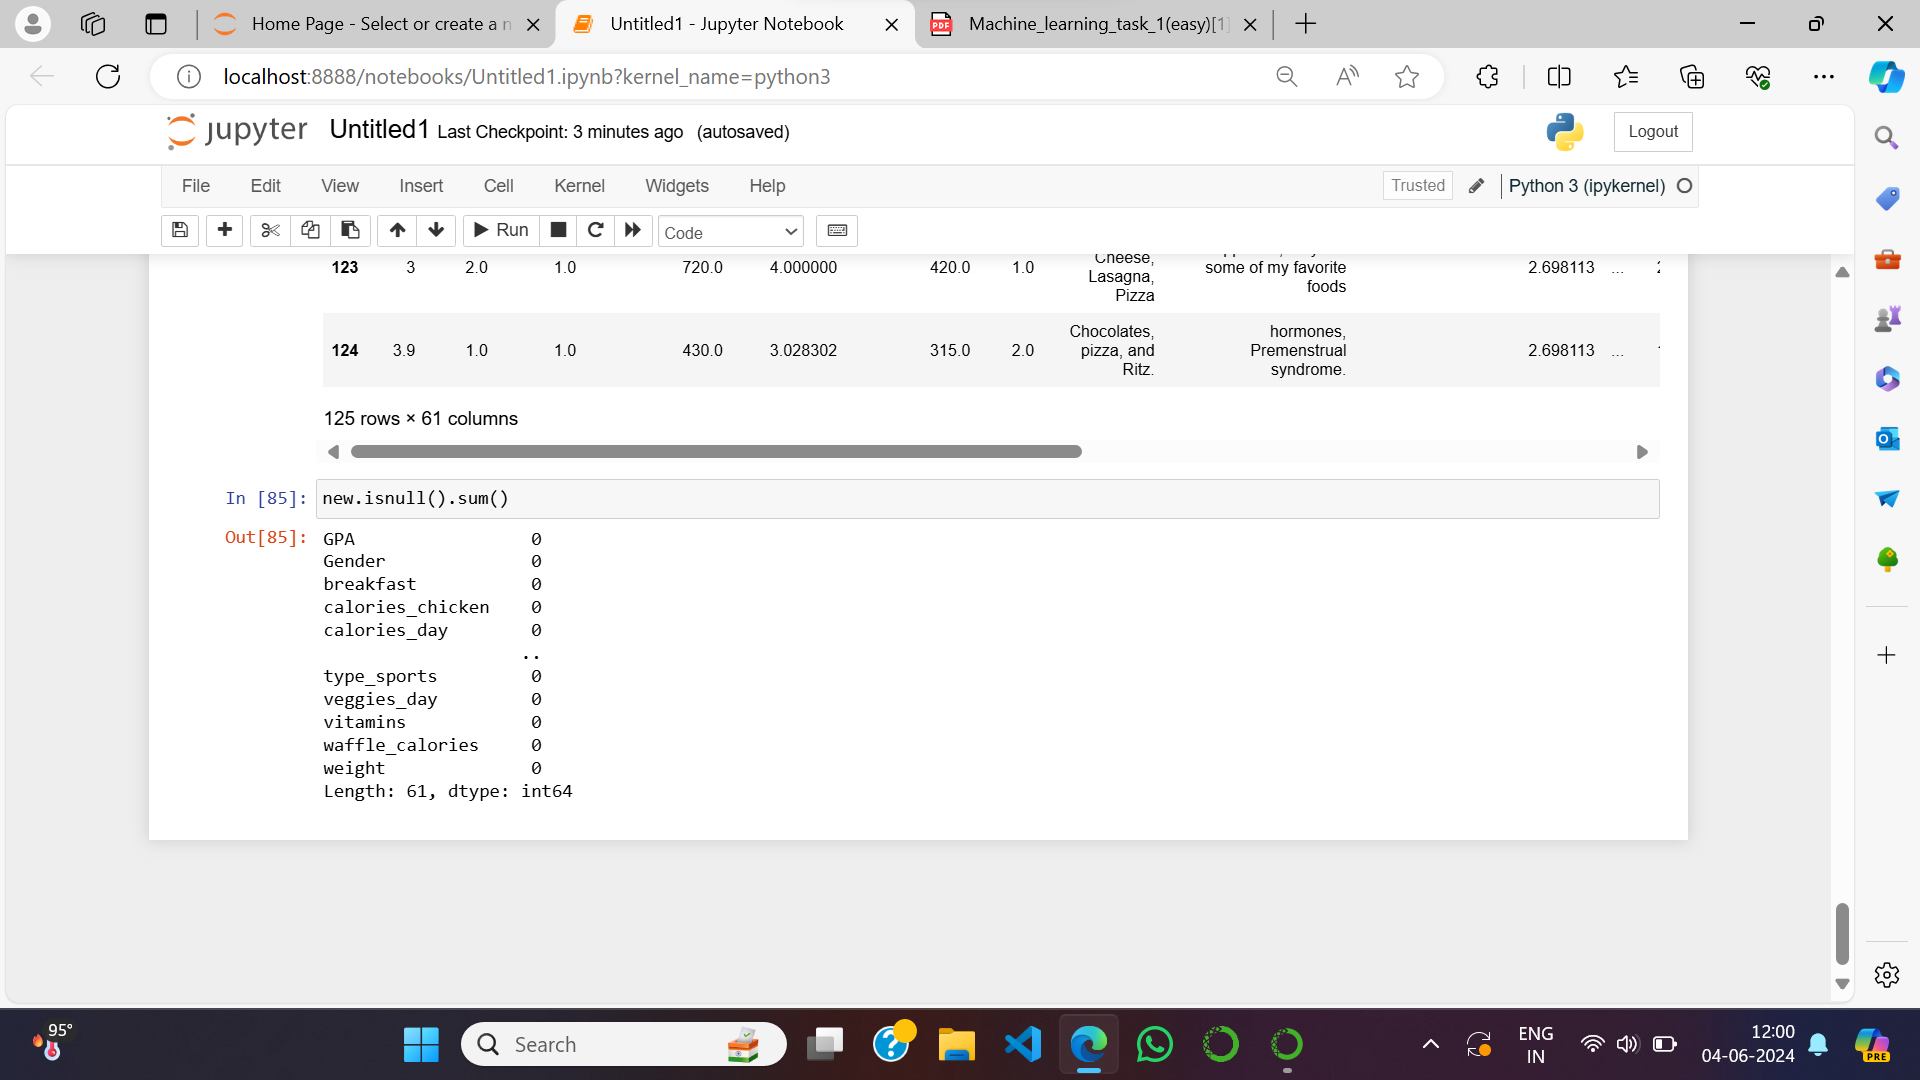 Home Page - Select or create a n
Untitled1 - Jupyter Notebook
PDF
Machine_learning_task_1(easy)[1]
localhost:8888/notebooks/Untitled1.ipynb?kernel_name=python3
jupyter Untitled1 Last Checkpoint: 3 minutes ago (autosaved)
Logout
File Edit View Insert Cell Kernel Widgets Help
Trusted
Python 3 (ipykernel)
Run
Code
Cheese,
123 3 2.0 1.0 720.0 4.000000 420.0 1.0 Lasagna, some of my favorite 2.698113 ...
Pizza foods
Chocolates, hormones,
124 3.9 1.0 1.0 430.0 3.028302 315.0 2.0 pizza, and Premenstrual 2.698113 ...
Ritz. syndrome.
125 rows × 61 columns
In [85]: new.isnull().sum()
Out[85]: GPA 0
Gender 0
breakfast 0
calories_chicken 0
calories_day 0
..
type_sports 0
veggies_day 0
vitamins 0
waffle_calories 0
weight 0
Length: 61, dtype: int64
95°
Search
ENG
IN
12:00
04-06-2024
PRE